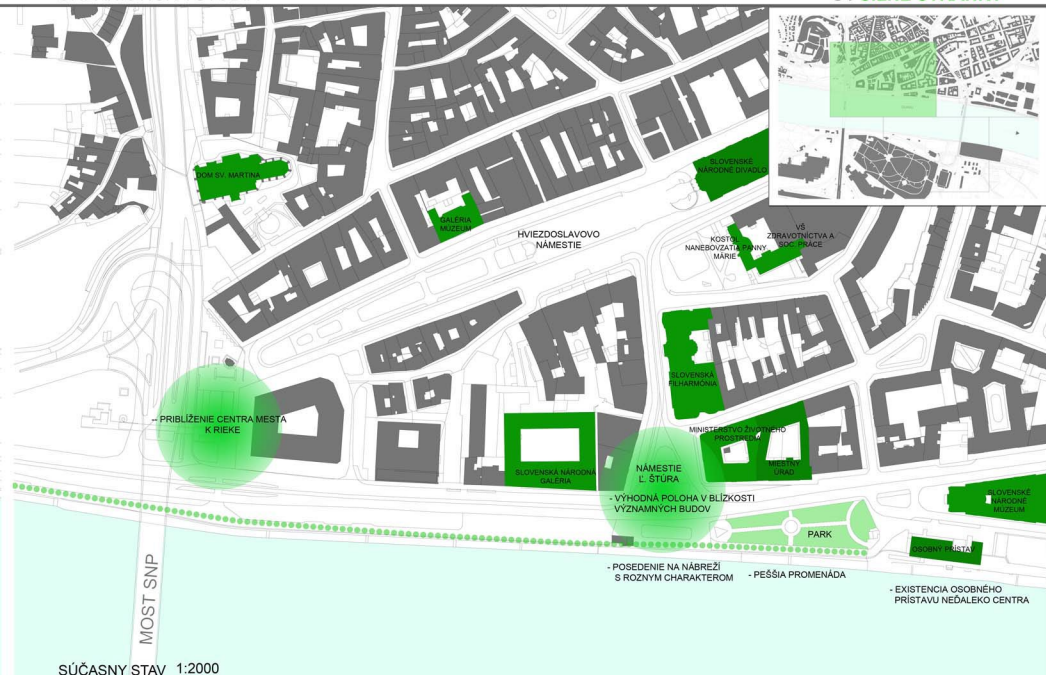 DOM SV. MARTINA
GALÉRIA
MÚZEUM
HVIEZDOSLAVOVO
NÁMESTIE
SLOVENSKÉ
NÁRODNÉ DIVADLO
KOSTOL
NANEBOVZATIA PANNY
MÁRIE
VŠ
ZDRAVOTNÍCTVA A
SOC. PRÁCE
SLOVENSKÁ
FILHARMÓNIA
- PRIBLÍŽENIE CENTRA MESTA
K RIEKE
SLOVENSKÁ NÁRODNÁ
GALÉRIA
MINISTERSTVO ŽIVOTNÉHO
PROSTREDIA
MIESTNY
ÚRAD
NÁMESTIE
Ľ. ŠTÚRA
- VÝHODNÁ POLOHA V BLÍZKOSTI
VÝZNAMNÝCH BUDOV
SLOVENSKÉ
NÁRODNÉ
MÚZEUM
PARK
OSOBNÝ PRÍSTAV
- POSEDENIE NA NÁBREŽÍ
S ROZNYM CHARAKTEROM
- PEŠŠIA PROMENÁDA
- EXISTENCIA OSOBNÉHO
PRÍSTAVU NEĎALEKO CENTRA
MOST SNP
SÚČASNY STAV 1:2000